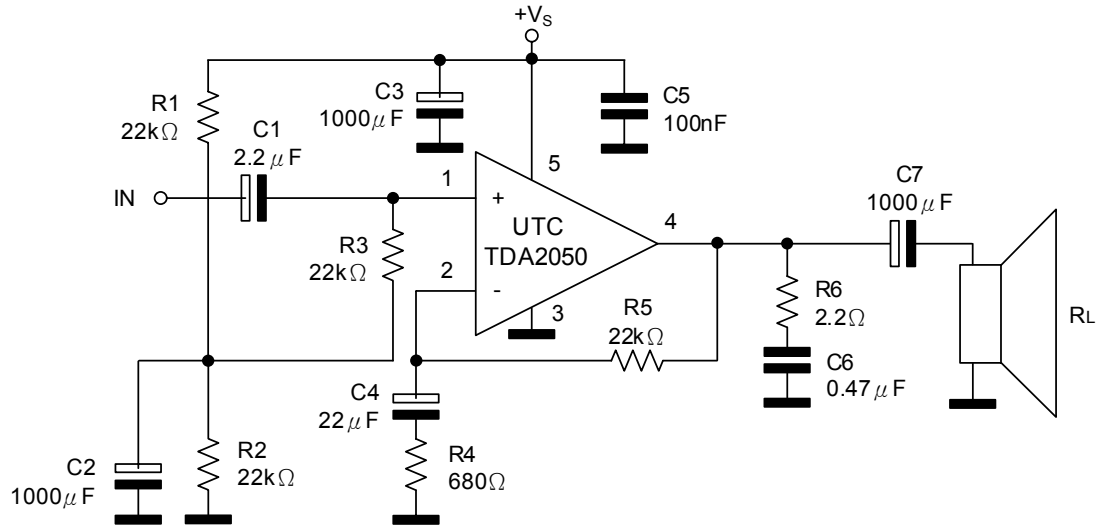 +VS
R1
22kΩ
C1
2.2μF
C3
1000μF
C5
100nF
IN
1
+
5
UTC
TDA2050
4
C7
1000μF
R3
22kΩ
2
-
3
R5
22kΩ
R6
2.2Ω
RL
C4
22μF
C6
0.47μF
C2
1000μF
R2
22kΩ
R4
680Ω